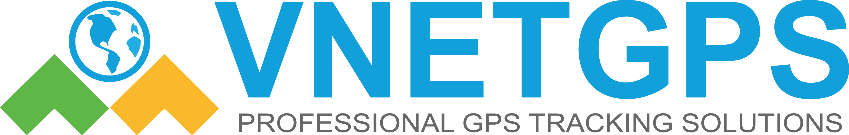 VNETGPS
PROFESSIONAL GPS TRACKING SOLUTIONS